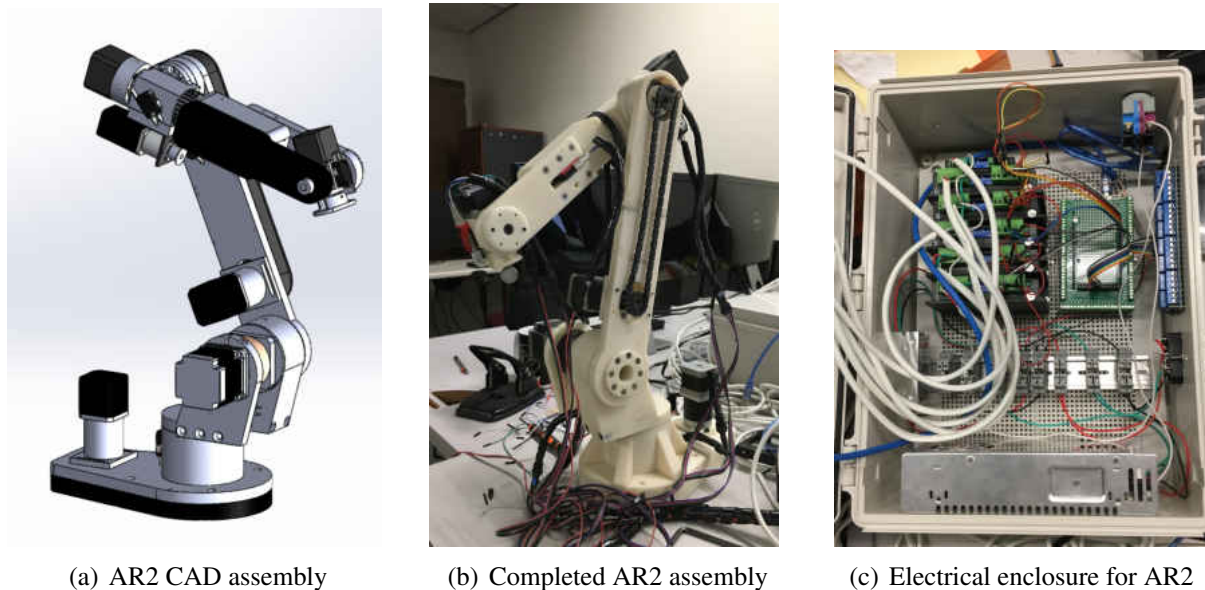 (a) AR2 CAD assembly
(b) Completed AR2 assembly
(c) Electrical enclosure for AR2